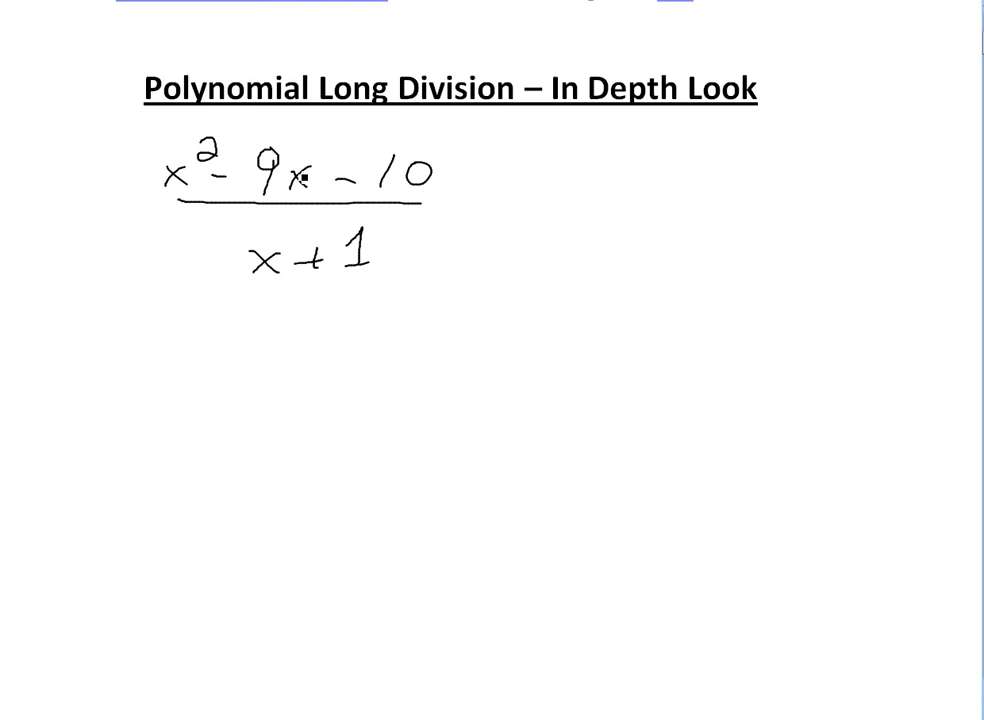 Polynomial Long Division – In Depth Look
x² - 9x - 10
x + 1